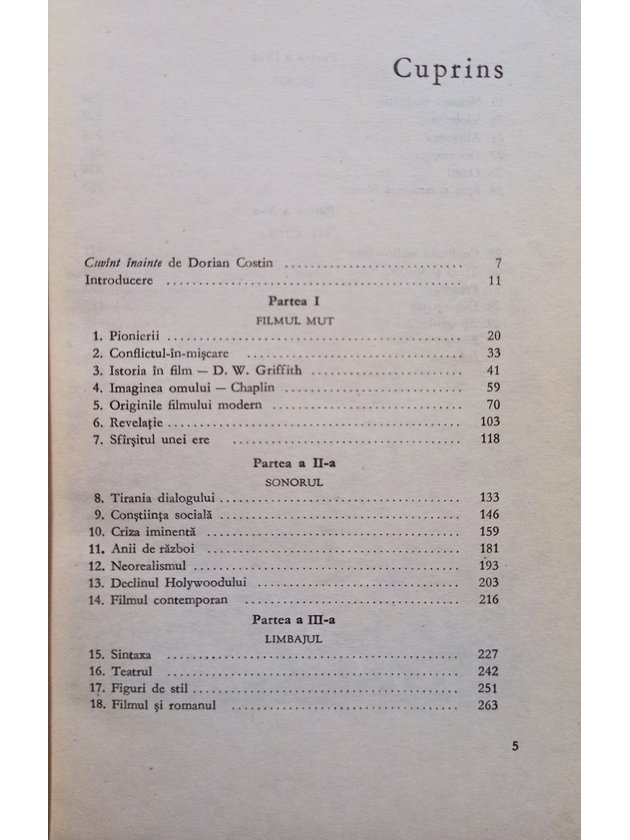 Cuprins
Cuvînt înainte de Dorian Costin .......... 7
Introducere .......... 11
Partea I
FILMUL MUT
1. Pionierii .......... 20
2. Conflictul-în-mişcare .......... 33
3. Istoria în film — D. W. Griffith .......... 41
4. Imaginea omului — Chaplin .......... 59
5. Originile filmului modern .......... 70
6. Revelaţie .......... 103
7. Sfîrşitul unei ere .......... 118
Partea a II-a
SONORUL
8. Tirania dialogului .......... 133
9. Conştiinţa socială .......... 146
10. Criza iminentă .......... 159
11. Anii de război .......... 181
12. Neorealismul .......... 193
13. Declinul Holywoodului .......... 203
14. Filmul contemporan .......... 216
Partea a III-a
LIMBAJUL
15. Sintaxa .......... 227
16. Teatrul .......... 242
17. Figuri de stil .......... 251
18. Filmul şi romanul .......... 263
5